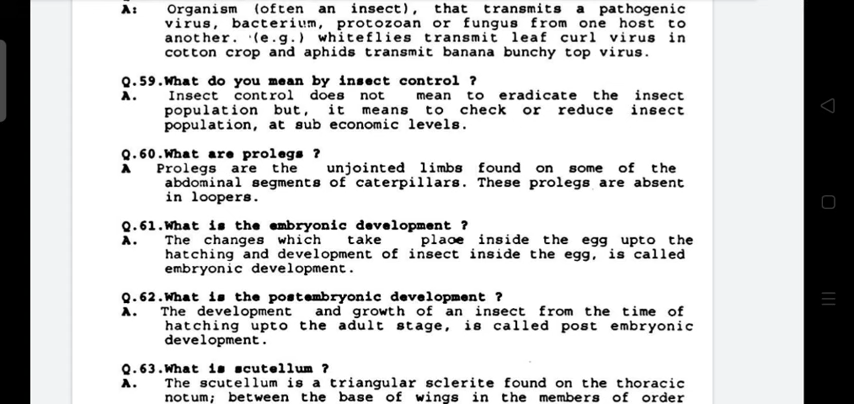 A: Organism (often an insect), that transmits a pathogenic
virus, bacterium, protozoan or fungus from one host to
another. (e.g.) whiteflies transmit leaf curl virus in
cotton crop and aphids transmit banana bunchy top virus.
Q.59.What do you mean by insect control ?
A. Insect control does not mean to eradicate the insect
population but, it means to check or reduce insect
population, at sub economic levels.
Q.60.What are prolegs ?
A Prolegs are the unjointed limbs found on some of the
abdominal segments of caterpillars. These prolegs are absent
in loopers.
Q.61.What is the embryonic development ?
A. The changes which take place inside the egg upto the
hatching and development of insect inside the egg, is called
embryonic development.
Q.62.What is the postembryonic development ?
A. The development and growth of an insect from the time of
hatching upto the adult stage, is called post embryonic
development.
Q.63.What is scutellum ?
A. The scutellum is a triangular sclerite found on the thoracic
notum; between the base of wings in the members of order